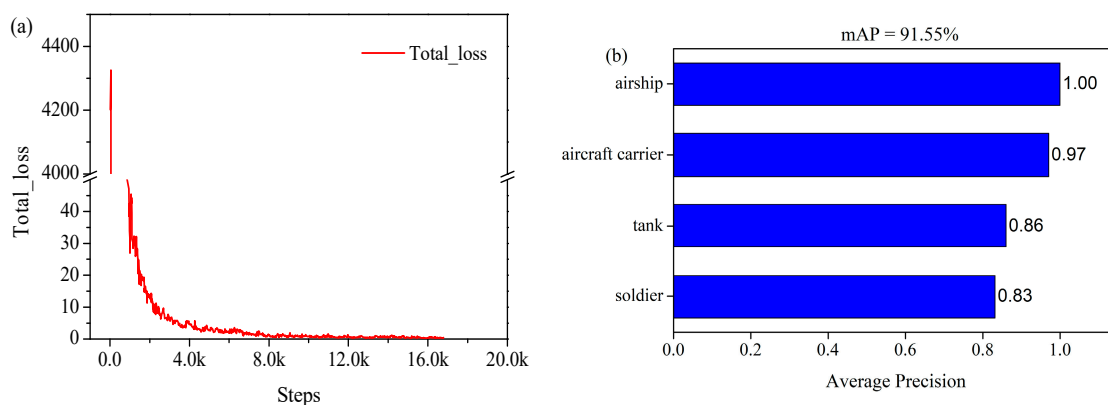 (a)
Total_loss
4400
4200
4000
40
30
20
10
0
Total_loss
0.0
4.0k
8.0k
12.0k
16.0k
20.0k
Steps
mAP = 91.55%
(b)
airship
1.00
aircraft carrier
0.97
tank
0.86
soldier
0.83
0.0
0.2
0.4
0.6
0.8
1.0
Average Precision